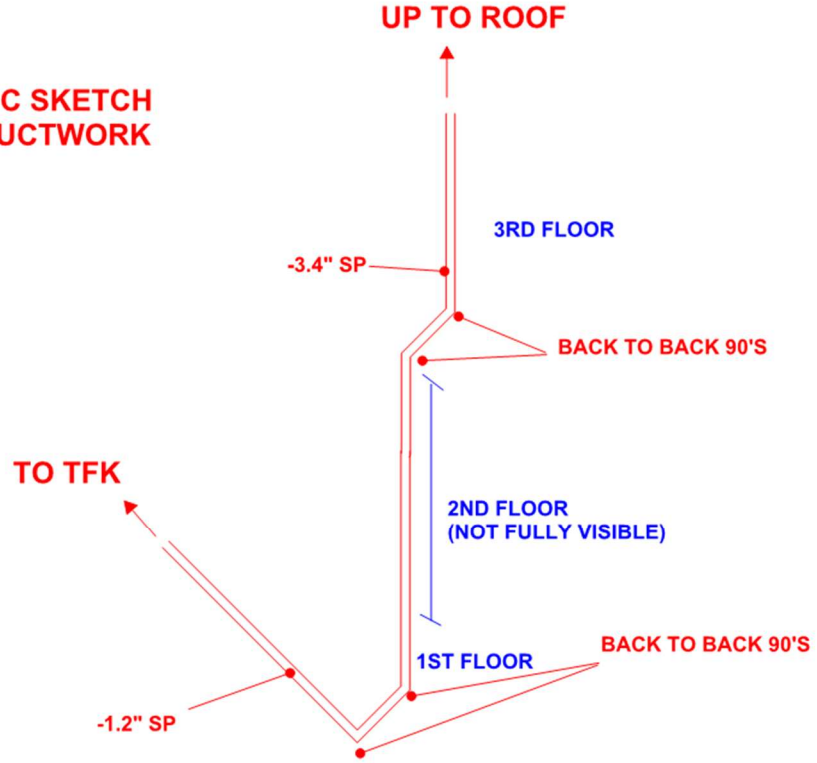 UP TO ROOF
C SKETCH
UCTWORK
3RD FLOOR
-3.4" SP
BACK TO BACK 90'S
TO TFK
2ND FLOOR
(NOT FULLY VISIBLE)
1ST FLOOR
BACK TO BACK 90'S
-1.2" SP